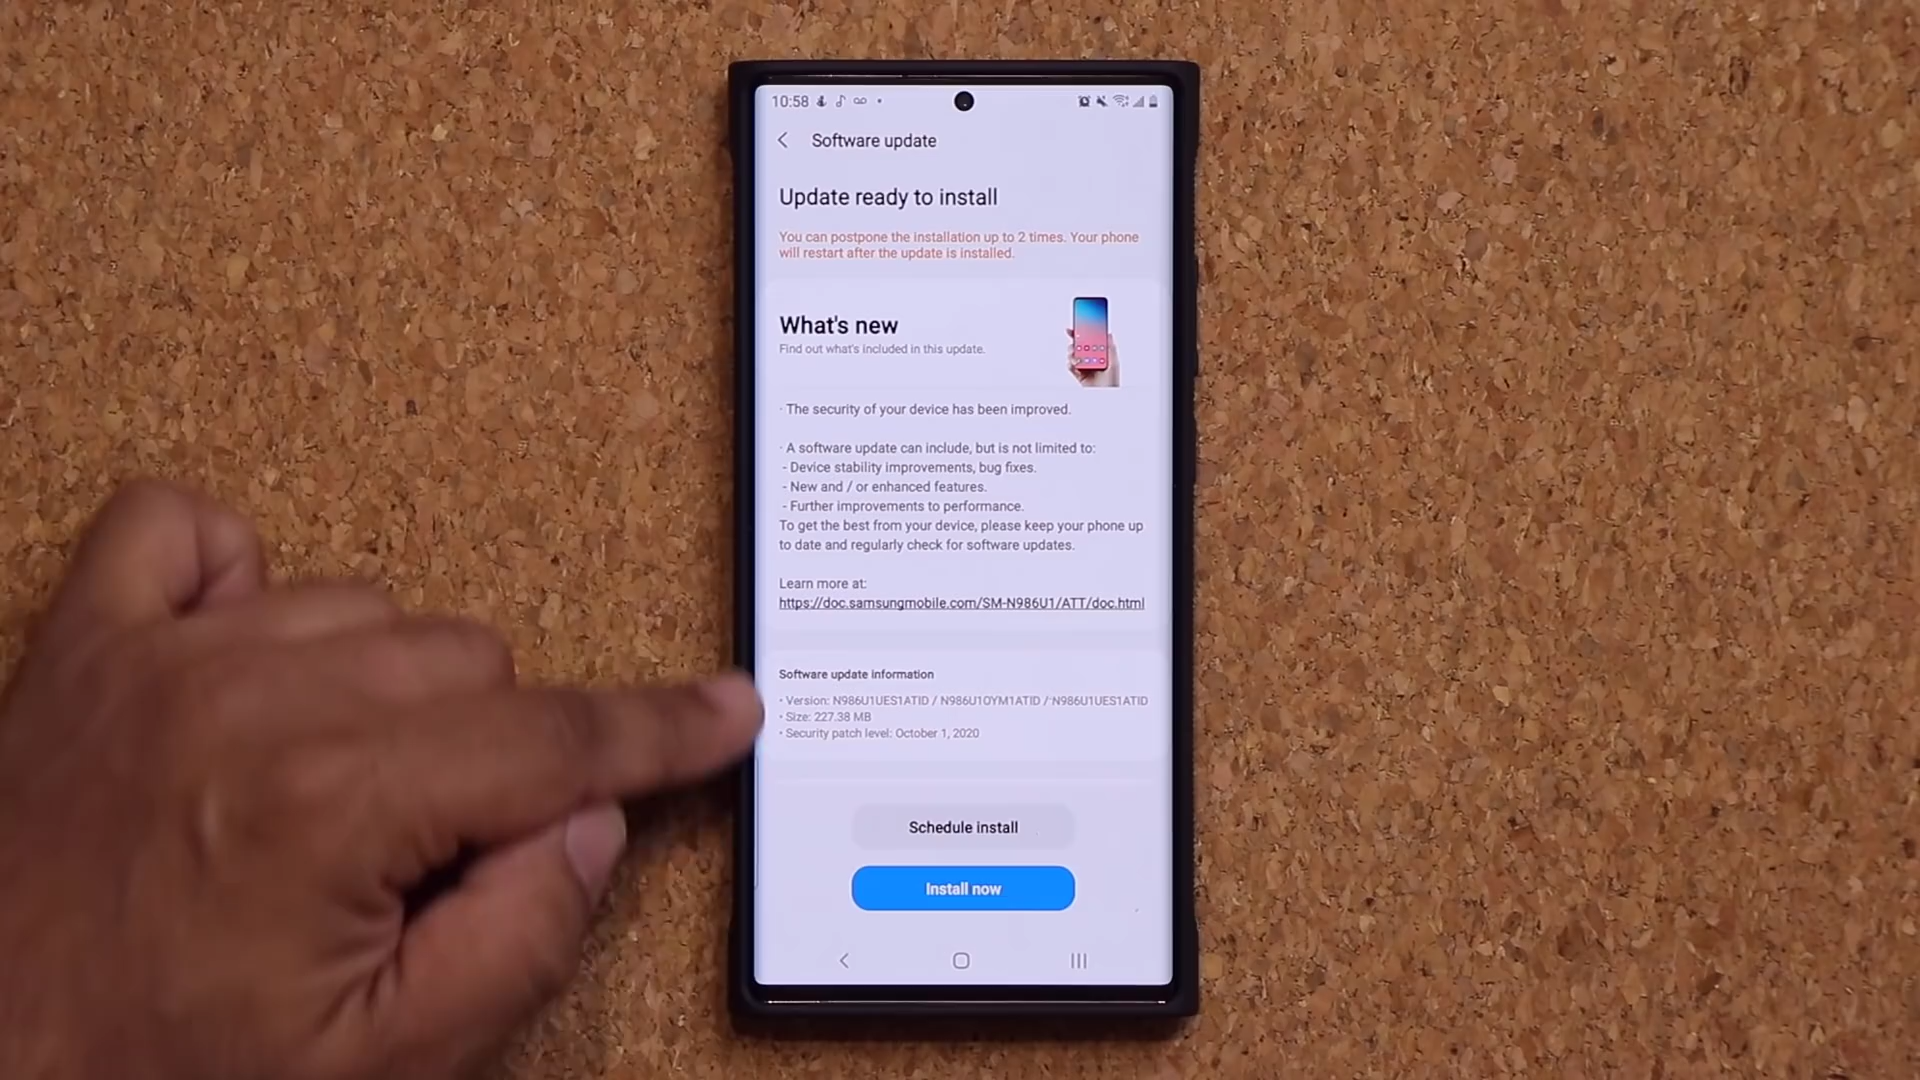 10:58
Software update
Update ready to install
You can postpone the installation up to 2 times. Your phone
will restart after the update is installed.
What's new
Find out what's included in this update.
· The security of your device has been improved.
· A software update can include, but is not limited to:
- Device stability improvements, bug fixes.
- New and / or enhanced features.
- Further improvements to performance.
To get the best from your device, please keep your phone up
to date and regularly check for software updates.
Learn more at:
https://doc.samsungmobile.com/SM-N986U1/ATT/doc.html
Software update information
• Version: N986U1UES1ATID / N986U1OYM1ATID / N986U1UES1ATID
• Size: 227.38 MB
• Security patch level: October 1, 2020
Schedule install
Install now